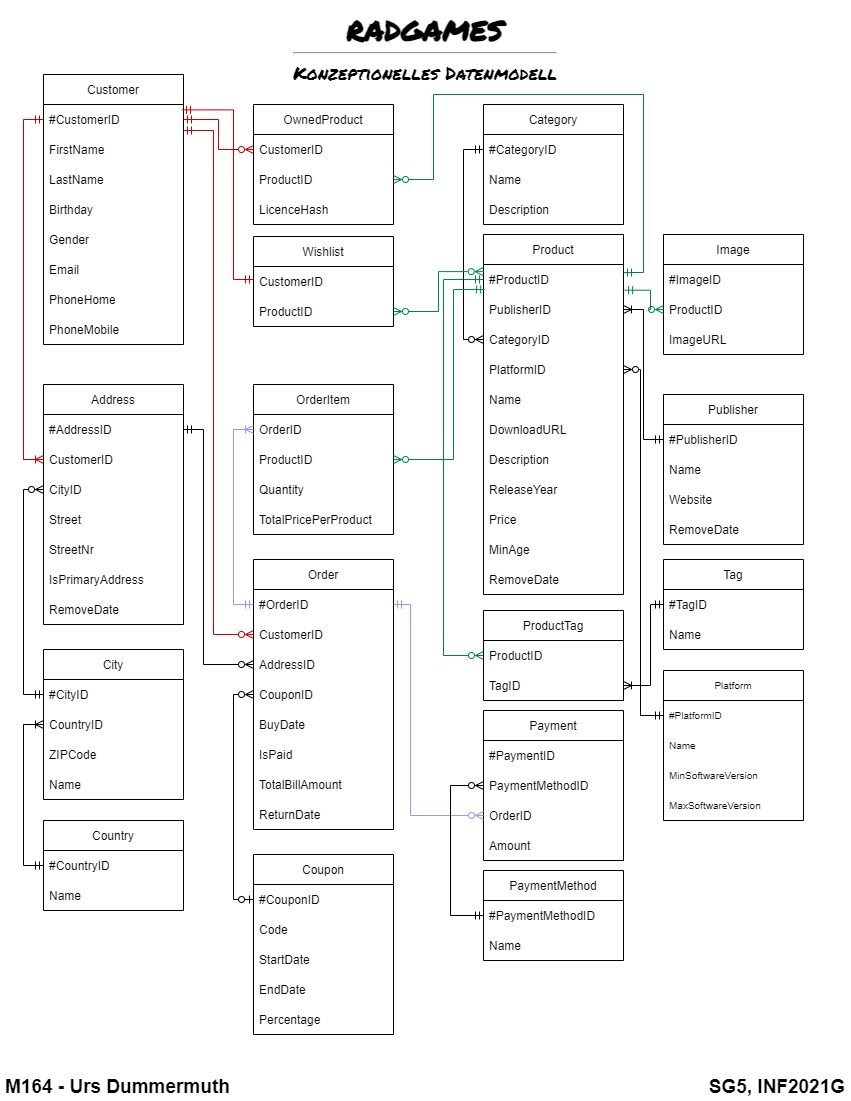 RADGAMES
Konzeptionelles Datenmodell
Customer
#CustomerID
FirstName
LastName
Birthday
Gender
Email
PhoneHome
PhoneMobile
Address
#AddressID
CustomerID
CityID
Street
StreetNr
IsPrimaryAddress
RemoveDate
City
#CityID
CountryID
ZIPCode
Name
Country
#CountryID
Name
OwnedProduct
CustomerID
ProductID
LicenceHash
Wishlist
CustomerID
ProductID
OrderItem
OrderID
ProductID
Quantity
TotalPricePerProduct
Order
#OrderID
CustomerID
AddressID
CouponID
BuyDate
IsPaid
TotalBillAmount
ReturnDate
Coupon
#CouponID
Code
StartDate
EndDate
Percentage
Category
#CategoryID
Name
Description
Product
#ProductID
PublisherID
CategoryID
PlatformID
Name
DownloadURL
Description
ReleaseYear
Price
MinAge
RemoveDate
ProductTag
ProductID
TagID
Payment
#PaymentID
PaymentMethodID
OrderID
Amount
PaymentMethod
#PaymentMethodID
Name
Image
#ImageID
ProductID
ImageURL
Publisher
#PublisherID
Name
Website
RemoveDate
Tag
#TagID
Name
Platform
#PlatformID
Name
MinSoftwareVersion
MaxSoftwareVersion
M164 - Urs Dummermuth
SG5, INF2021G